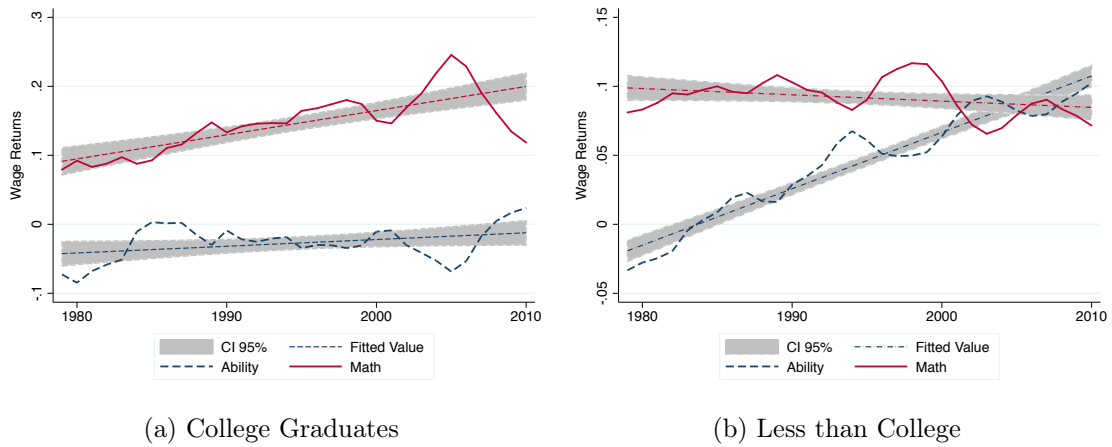 .3
.2
.1
0
-.1
Wage Returns
1980
1990
2000
2010
CI 95%
Fitted Value
Ability
Math
(a) College Graduates
.15
.1
.05
0
-.05
Wage Returns
1980
1990
2000
2010
CI 95%
Fitted Value
Ability
Math
(b) Less than College